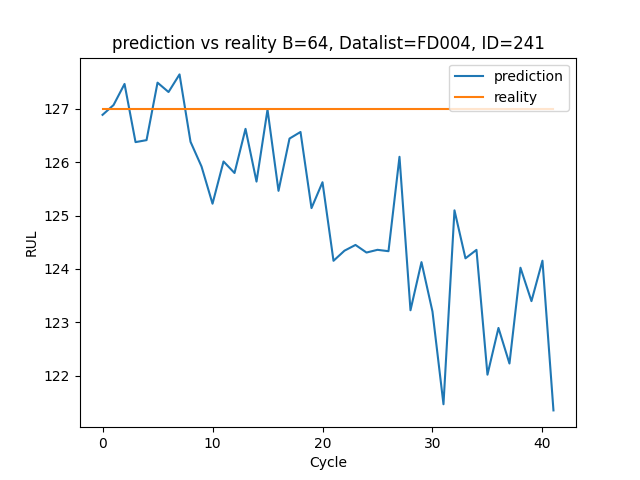 prediction vs reality B=64, Datalist=FD004, ID=241
prediction
reality
127
126
125
124
123
122
RUL
0 10 20 30 40
Cycle